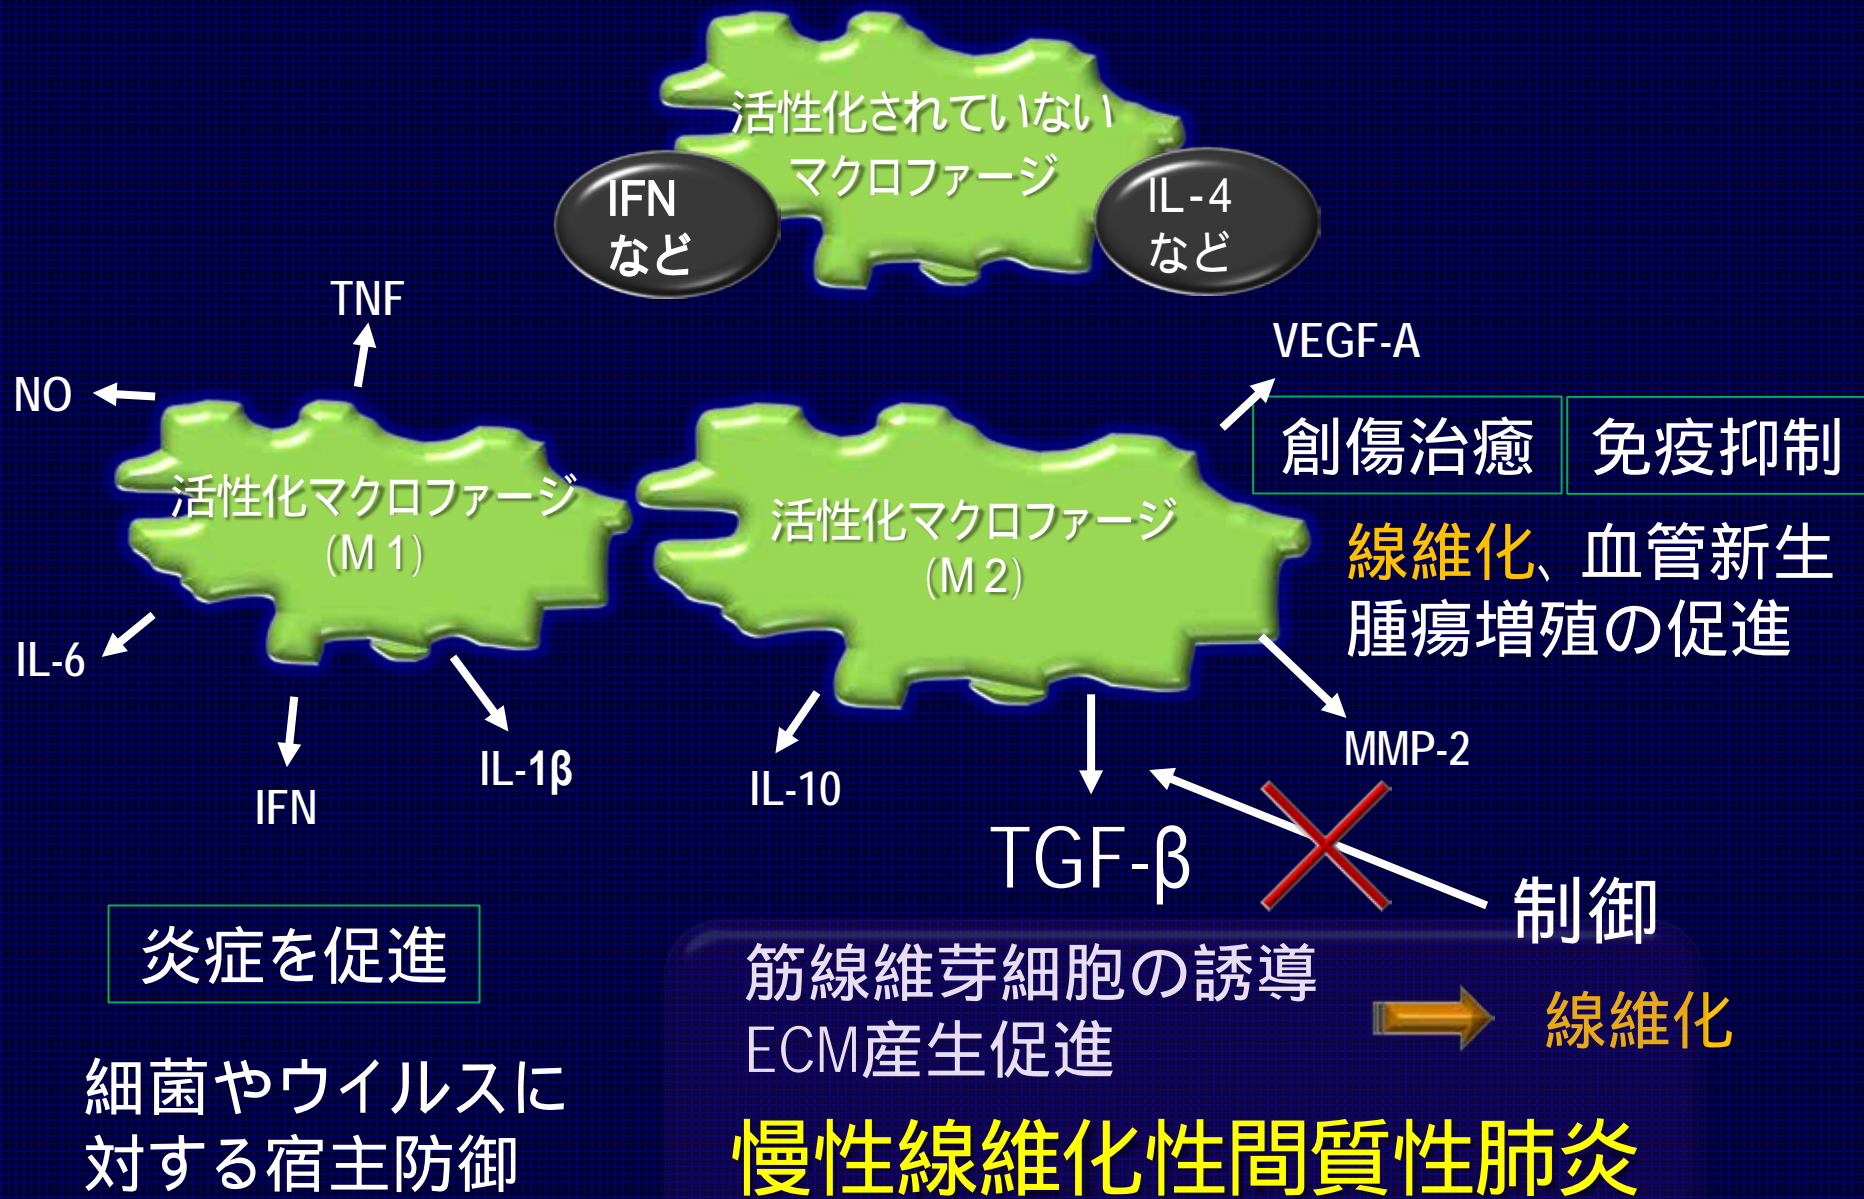 活性化されていない
マクロファージ
IFN
など
IL-4
など
TNF
NO
活性化マクロファージ
(M 1)
IL-6
IFN
IL-1β
炎症を促進
細菌やウイルスに
対する宿主防御
活性化マクロファージ
(M 2)
VEGF-A
創傷治癒
免疫抑制
線維化、血管新生
腫瘍増殖の促進
MMP-2
IL-10
TGF-β
制御
筋線維芽細胞の誘導
ECM産生促進
線維化
慢性線維化性間質性肺炎